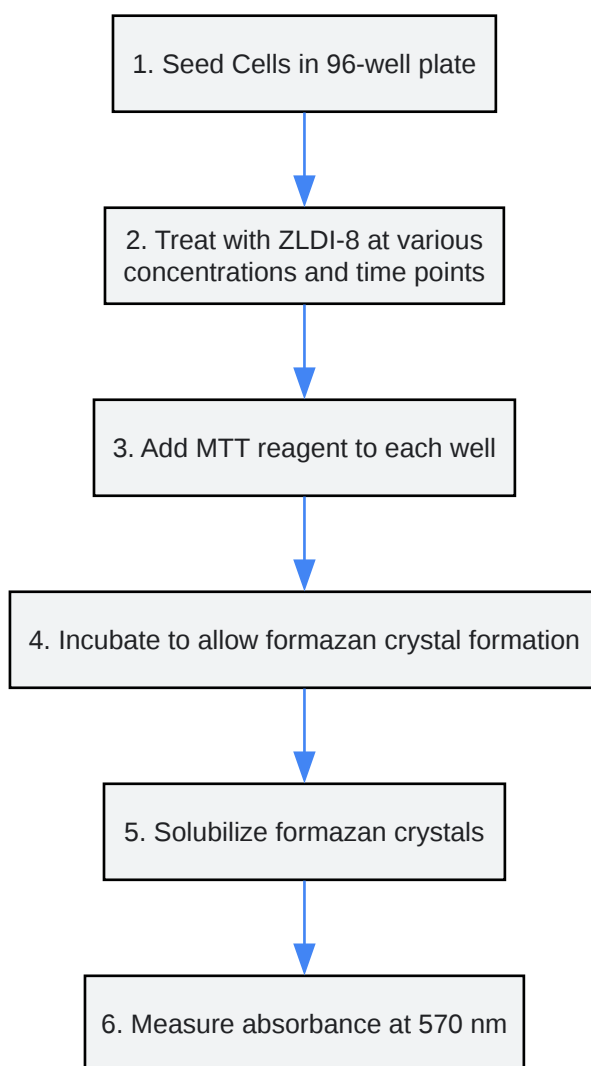 1. Seed Cells in 96-well plate
2. Treat with ZLDI-8 at various
concentrations and time points
3. Add MTT reagent to each well
4. Incubate to allow formazan crystal formation
5. Solubilize formazan crystals
6. Measure absorbance at 570 nm